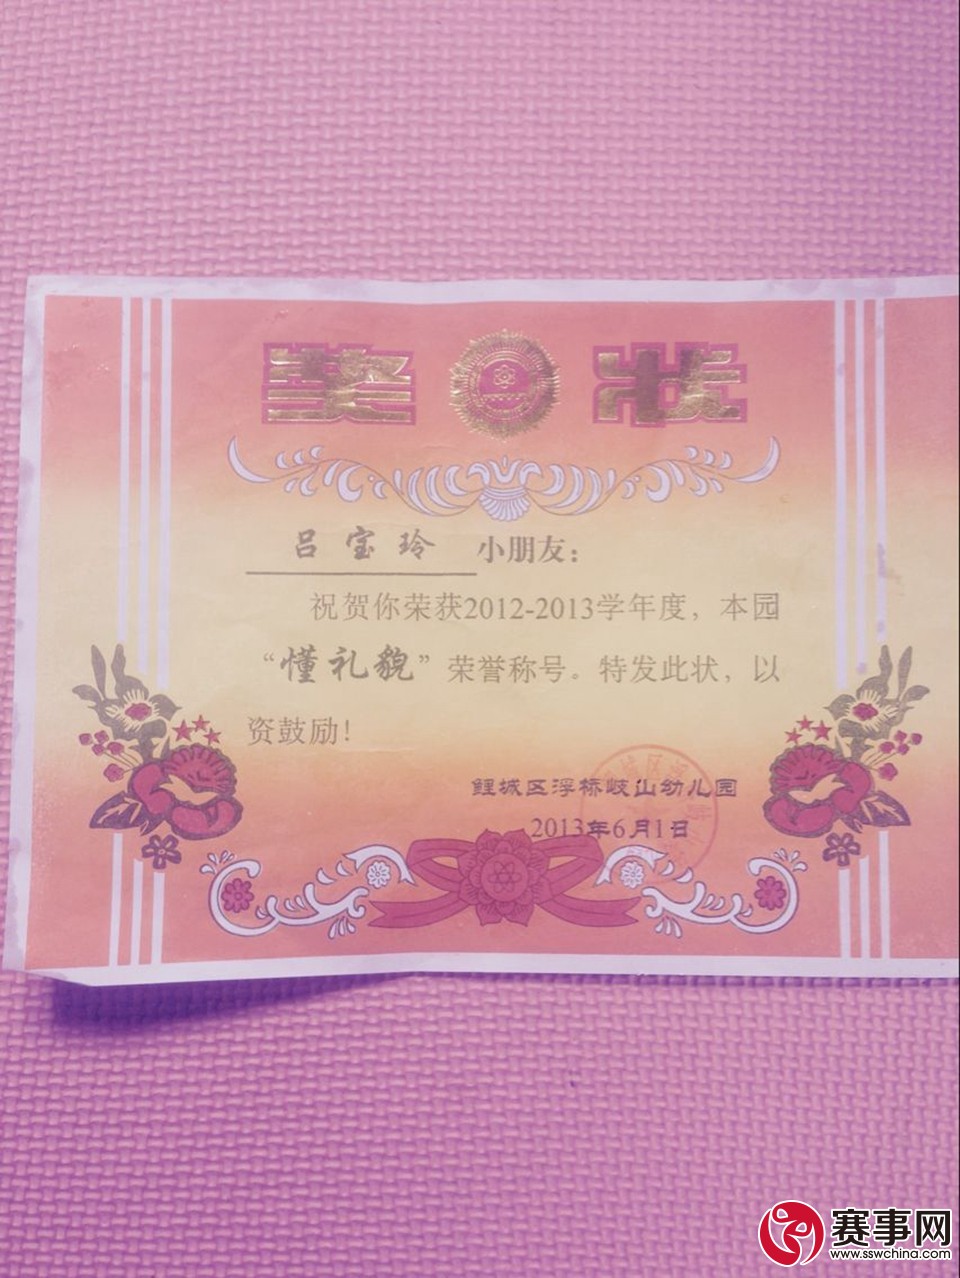 奖状
吕宝玲 小朋友：
祝贺你荣获2012-2013学年度，本园
“懂礼貌”荣誉称号。特发此状，以
资鼓励！
鲤城区浮桥岐山幼儿园
2013年6月1日
赛事网
www.sswchina.com